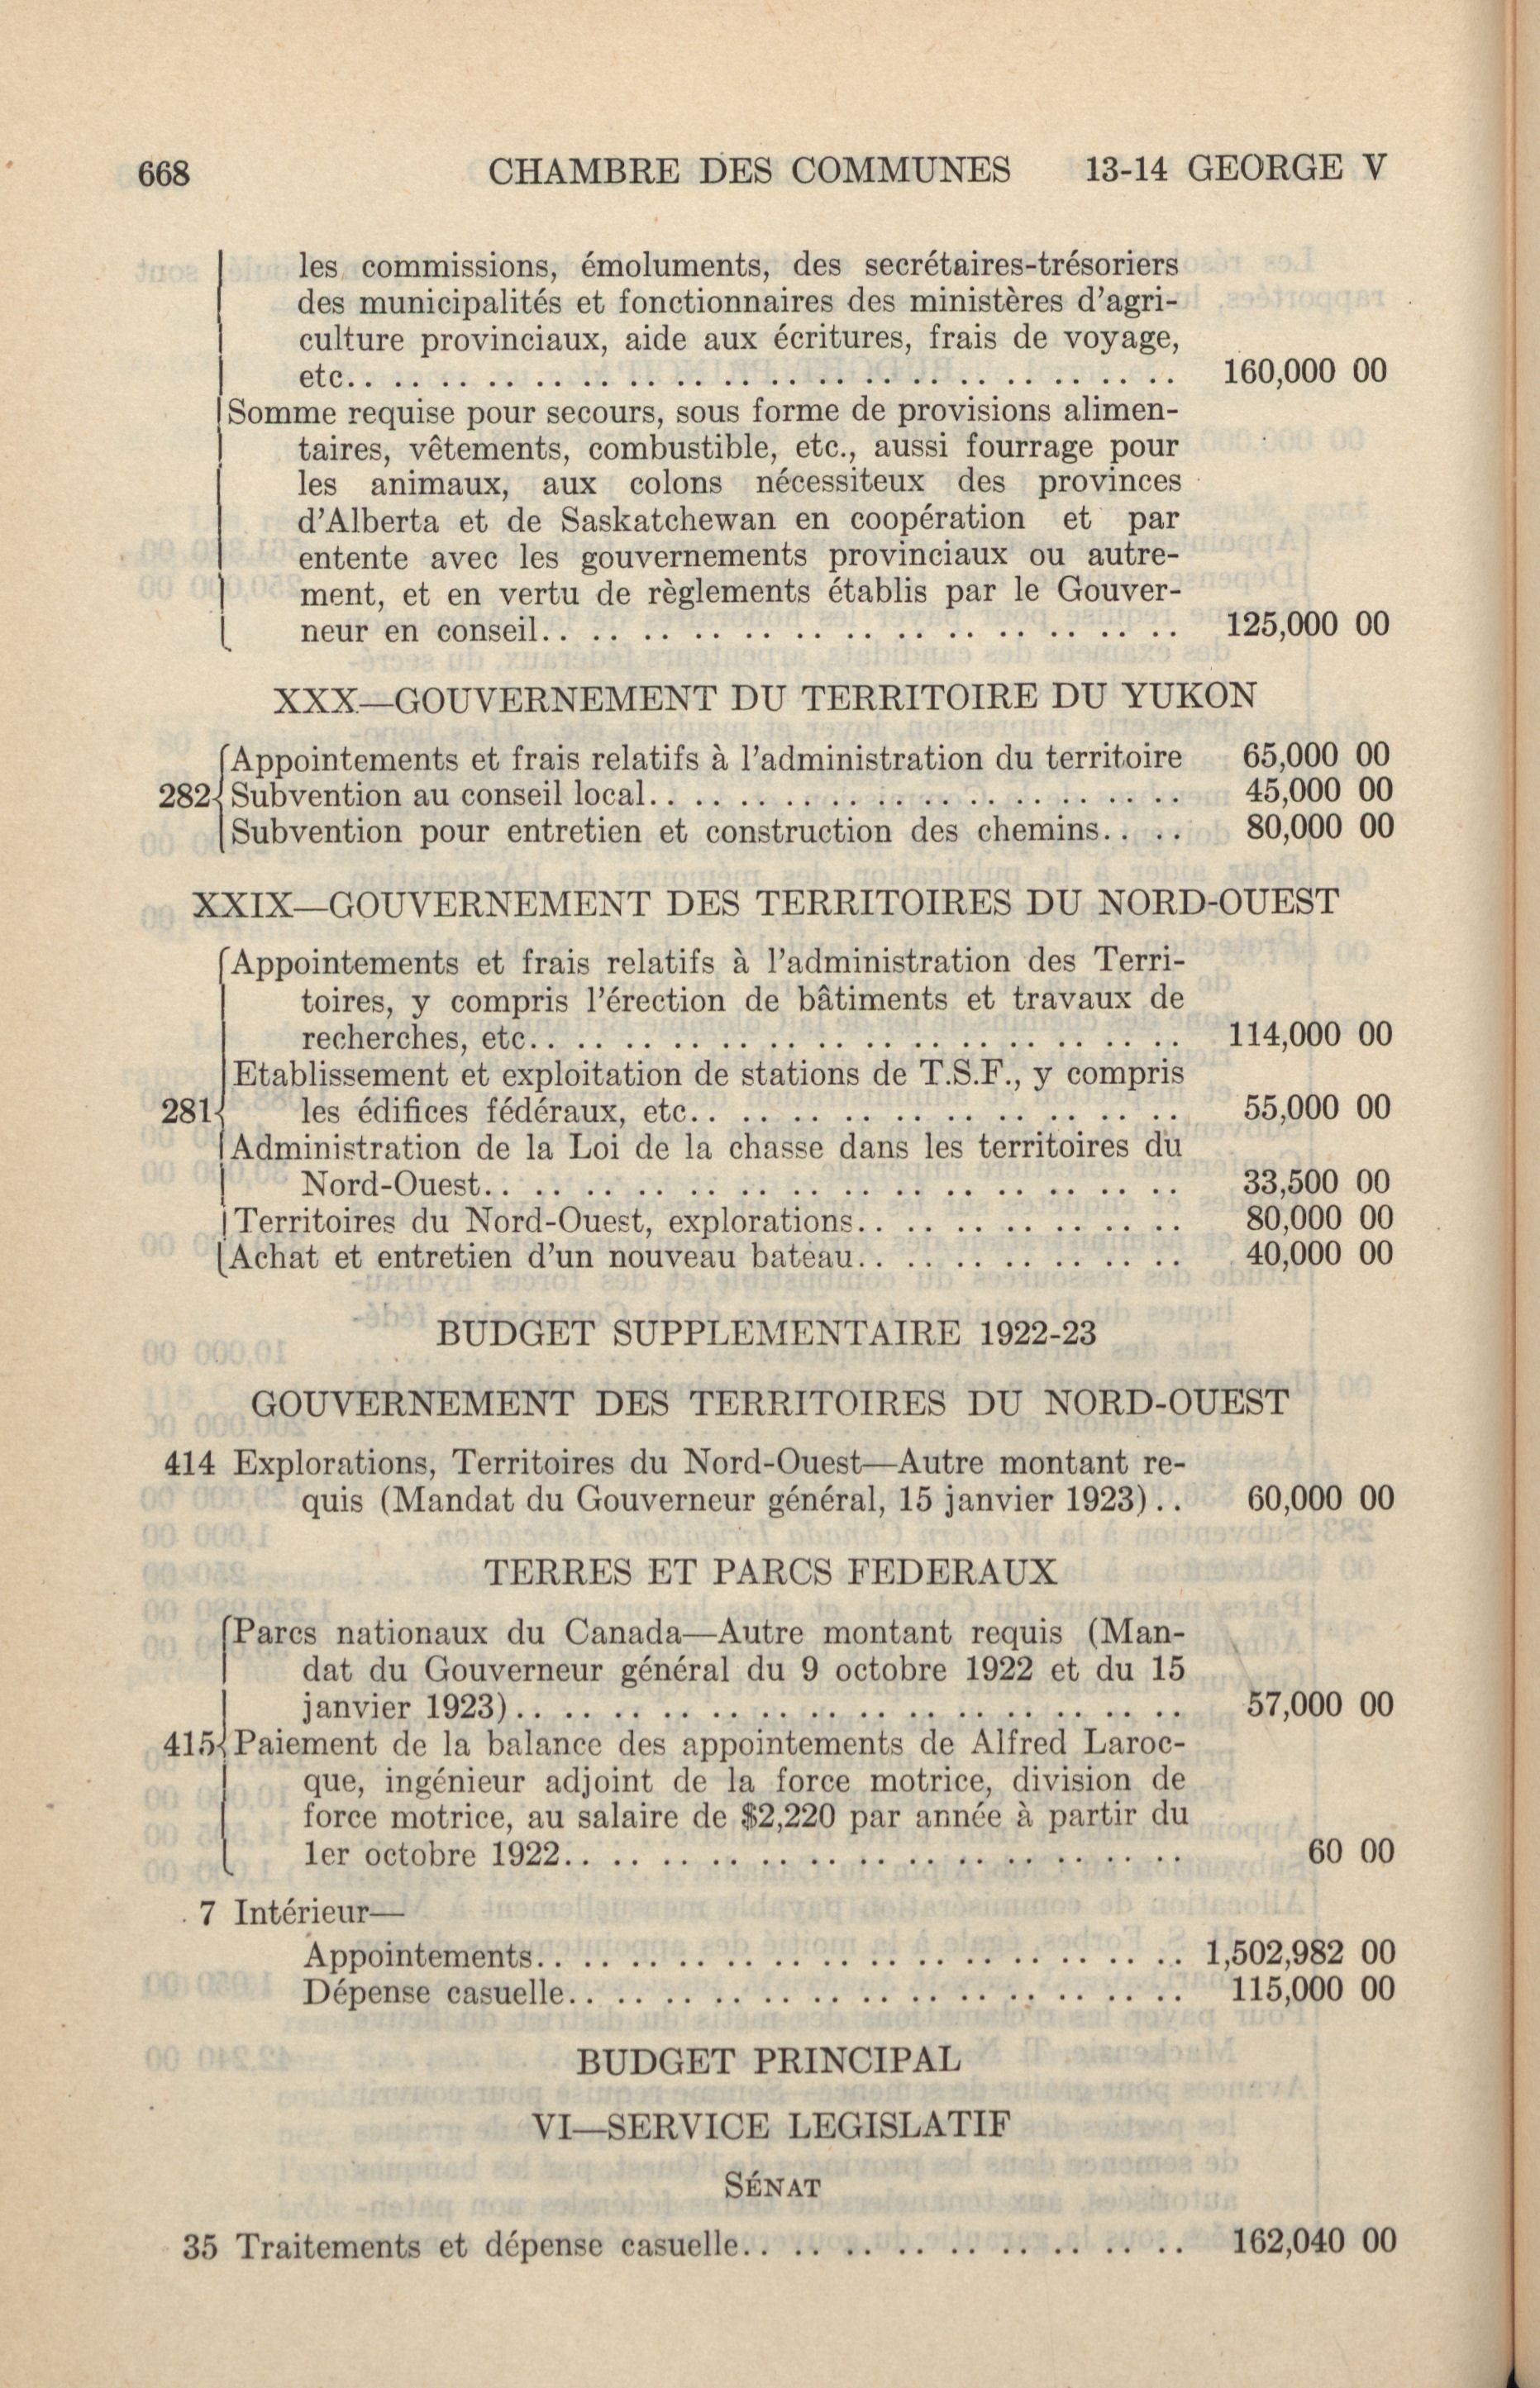 668 CHAMBRE DES COMMUNES 13-14 GEORGE V
les commissions, émoluments, des secrétaires-trésoriers
des municipalités et fonctionnaires des ministères d'agri-
culture provinciaux, aide aux écritures, frais de voyage,
etc.. .. .. .. .. .. .. .. .. .. .. .. .. .. .. .. .. .. 160,000 00
Somme requise pour secours, sous forme de provisions alimen-
taires, vêtements, combustible, etc., aussi fourrage pour
les animaux, aux colons nécessiteux des provinces
d'Alberta et de Saskatchewan en coopération et par
entente avec les gouvernements provinciaux ou autre-
ment, et en vertu de règlements établis par le Gouver-
neur en conseil.. .. .. .. .. .. .. .. .. .. .. .. .. 125,000 00
XXX—GOUVERNEMENT DU TERRITOIRE DU YUKON
Appointements et frais relatifs à l'administration du territoire 65,000 00
282 Subvention au conseil local.. .. .. .. .. .. .. .. .. .. .. .. 45,000 00
Subvention pour entretien et construction des chemins.. .. 80,000 00
XXIX—GOUVERNEMENT DES TERRITOIRES DU NORD-OUEST
Appointements et frais relatifs à l'administration des Terri-
toires, y compris l'érection de bâtiments et travaux de
recherches, etc.. .. .. .. .. .. .. .. .. .. .. .. .. .. 114,000 00
Etablissement et exploitation de stations de T.S.F., y compris
281 les édifices fédéraux, etc.. .. .. .. .. .. .. .. .. .. .. 55,000 00
Administration de la Loi de la chasse dans les territoires du
Nord-Ouest.. .. .. .. .. .. .. .. .. .. .. .. .. .. 33,500 00
Territoires du Nord-Ouest, explorations.. .. .. .. .. .. .. 80,000 00
Achat et entretien d'un nouveau bateau.. .. .. .. .. .. .. 40,000 00
BUDGET SUPPLEMENTAIRE 1922-23
GOUVERNEMENT DES TERRITOIRES DU NORD-OUEST
414 Explorations, Territoires du Nord-Ouest—Autre montant re-
quis (Mandat du Gouverneur général, 15 janvier 1923).. 60,000 00
TERRES ET PARCS FEDERAUX
Parcs nationaux du Canada—Autre montant requis (Man-
dat du Gouverneur général du 9 octobre 1922 et du 15
janvier 1923).. .. .. .. .. .. .. .. .. .. .. .. .. .. 57,000 00
415 Paiement de la balance des appointements de Alfred Laroc-
que, ingénieur adjoint de la force motrice, division de
force motrice, au salaire de $2,220 par année à partir du
1er octobre 1922.. .. .. .. .. .. .. .. .. .. .. .. .. 60 00
7 Intérieur—
Appointements.. .. .. .. .. .. .. .. .. .. .. .. .. .. 1,502,982 00
Dépense casuelle.. .. .. .. .. .. .. .. .. .. .. .. .. 115,000 00
BUDGET PRINCIPAL
VI—SERVICE LEGISLATIF
SÉNAT
35 Traitements et dépense casuelle.. .. .. .. .. .. .. .. .. 162,040 00